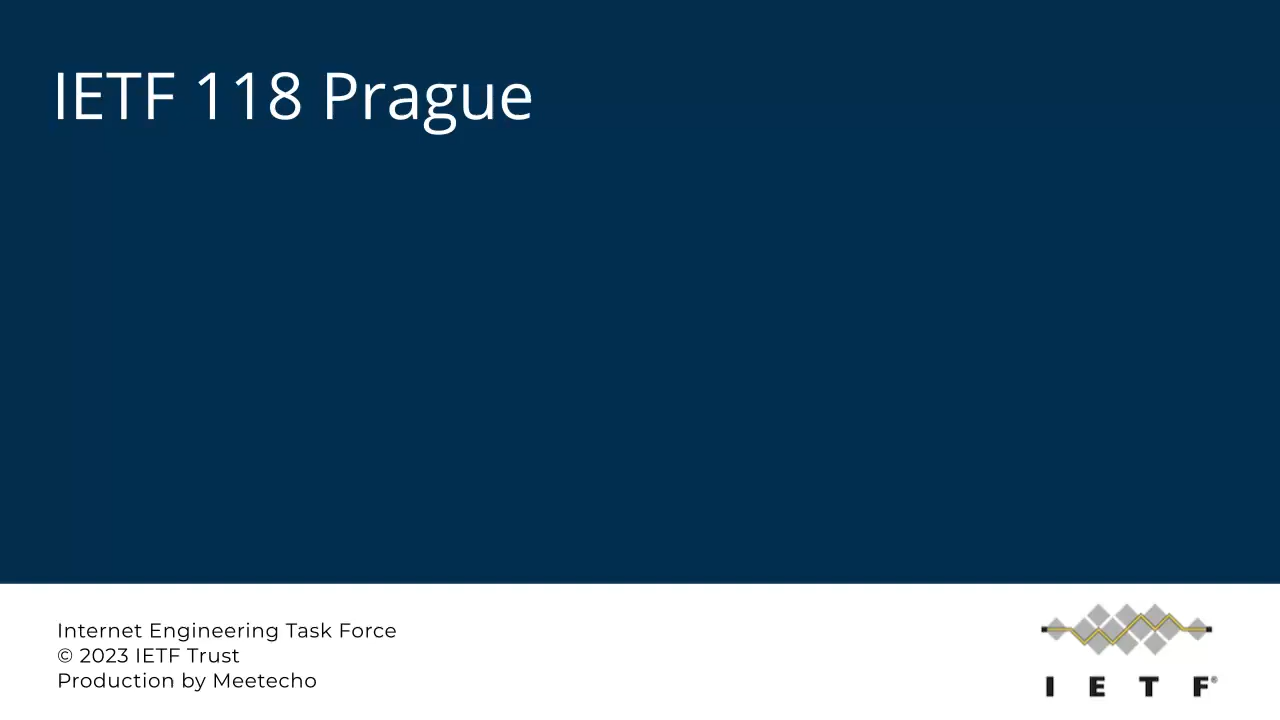 IETF 118 Prague
Internet Engineering Task Force
© 2023 IETF Trust
Production by Meetecho
I E T F®